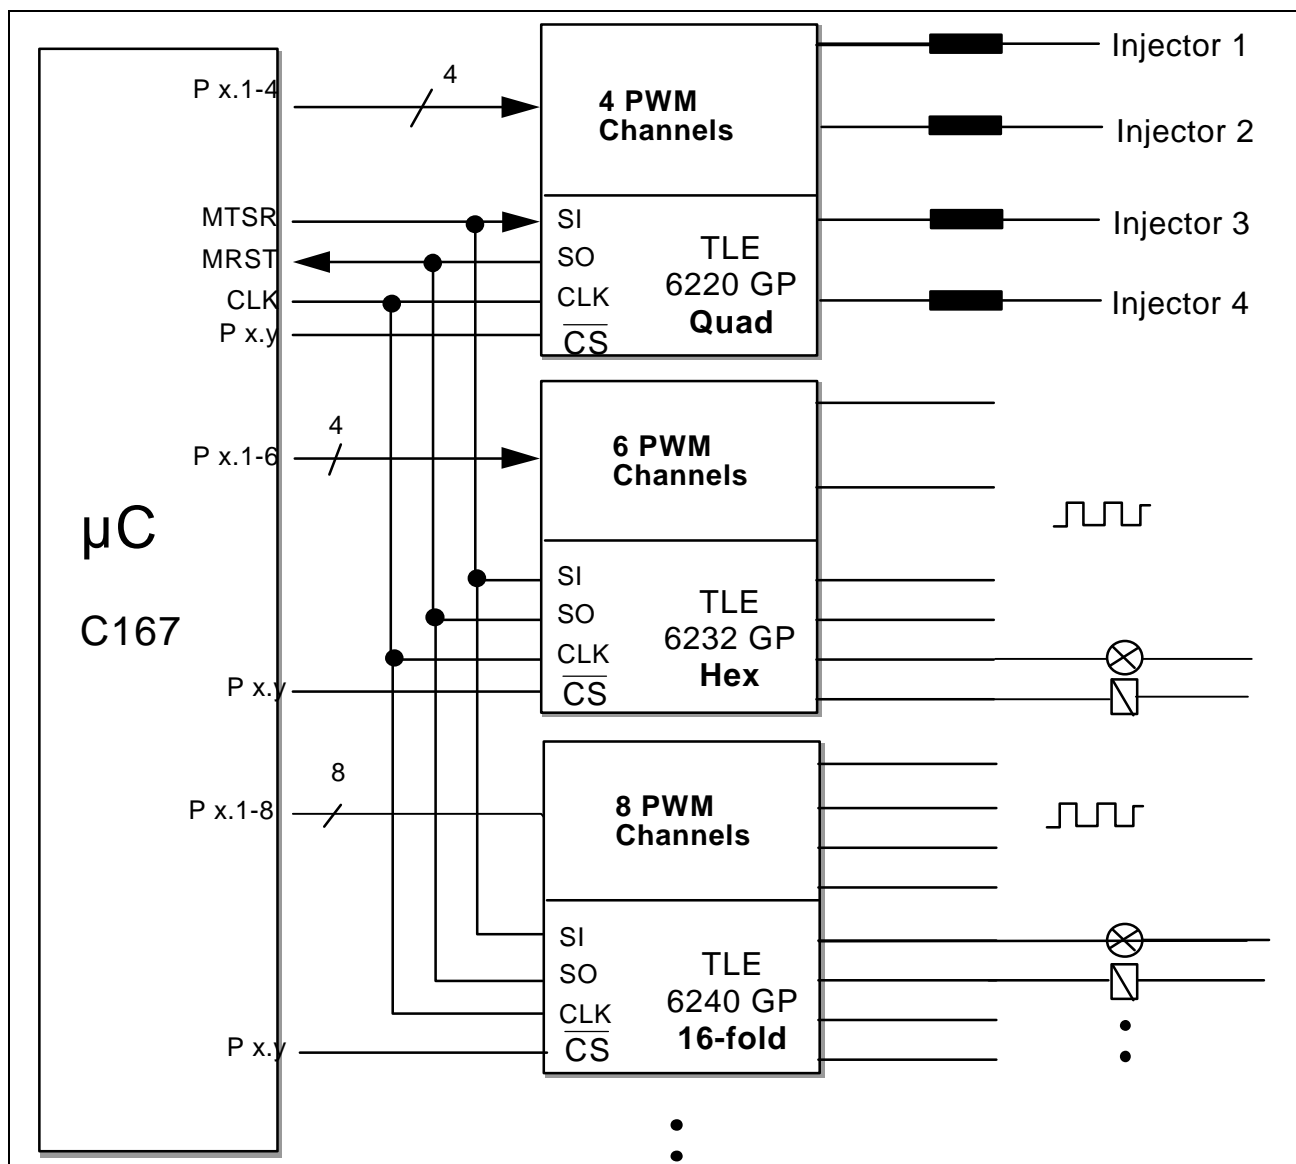 P x.1-4
4
4 PWM
Channels
Injector 1
Injector 2
MTSR
MRST
CLK
P x.y
SI
SO
CLK
CS
TLE
6220 GP
Quad
Injector 3
Injector 4
P x.1-6
4
6 PWM
Channels
µC
C167
SI
SO
CLK
CS
TLE
6232 GP
Hex
P x.y
P x.1-8
8
8 PWM
Channels
SI
SO
CLK
CS
TLE
6240 GP
16-fold
P x.y